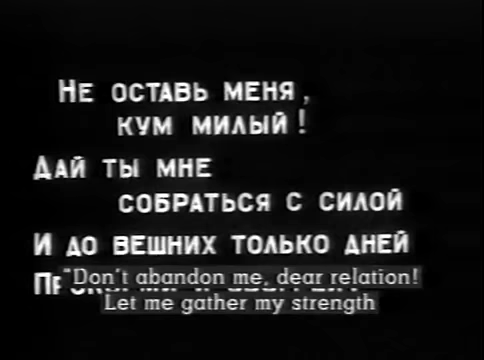 Не оставь меня,
кум милый!
Дай ты мне
собраться с силой
И до вешних только дней
"Don't abandon me, dear relation!
Let me gather my strength